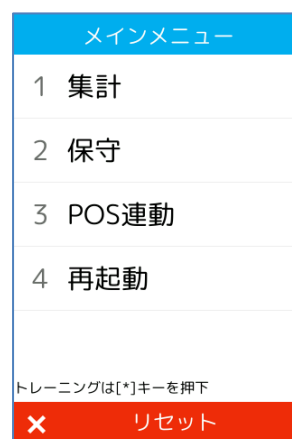 メインメニュー
1 集計
2 保守
3 POS連動
4 再起動
トレーニングは[*]キーを押下
× リセット